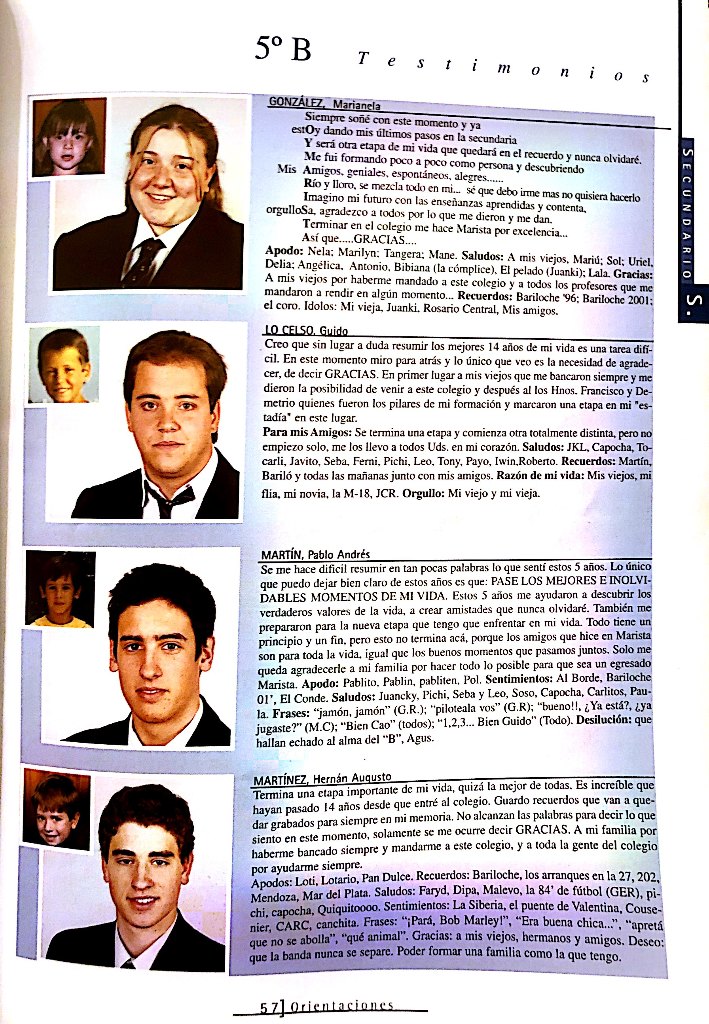 5º B Testimonios
GONZÁLEZ, Marianela
Siempre soñé con este momento y ya
estOy dando mis últimos pasos en la secundaria
Y será otra etapa de mi vida que quedará en el recuerdo y nunca olvidaré.
Me fui formando poco a poco como persona y descubriendo
Mis Amigos, geniales, espontáneos, alegres......
Río y lloro, se mezcla todo en mi... sé que debo irme mas no quisiera hacerlo
Imagino mi futuro con las enseñanzas aprendidas y contenta,
orgulloSa, agradezco a todos por lo que me dieron y me dan.
Terminar en el colegio me hace Marista por excelencia...
Así que.....GRACIAS....
Apodo: Nela; Marilyn; Tangera; Mane. Saludos: A mis viejos, Mariú; Sol; Uriel,
Delia; Angélica, Antonio, Bibiana (la cómplice), El pelado (Juanki); Lala. Gracias:
A mis viejos por haberme mandado a este colegio y a todos los profesores que me
mandaron a rendir en algún momento... Recuerdos: Bariloche '96; Bariloche 2001;
el coro. Idolos: Mi vieja, Juanki, Rosario Central, Mis amigos.
LO CELSO, Guido
Creo que sin lugar a duda resumir los mejores 14 años de mi vida es una tarea difí-
cil. En este momento miro para atrás y lo único que veo es la necesidad de agrade-
cer, de decir GRACIAS. En primer lugar a mis viejos que me bancaron siempre y me
dieron la posibilidad de venir a este colegio y después al los Hnos. Francisco y De-
metrio quienes fueron los pilares de mi formación y marcaron una etapa en mi "es-
tadía" en este lugar.
Para mis Amigos: Se termina una etapa y comienza otra totalmente distinta, pero no
empiezo solo, me los llevo a todos Uds. en mi corazón. Saludos: JKL, Capocha, To-
carli, Javito, Seba, Ferni, Pichi, Leo, Tony, Payo, Iwin,Roberto. Recuerdos: Martín,
Bariló y todas las mañanas junto con mis amigos. Razón de mi vida: Mis viejos, mi
flia, mi novia, la M-18, JCR. Orgullo: Mi viejo y mi vieja.
MARTÍN, Pablo Andrés
Se me hace dificil resumir en tan pocas palabras lo que sentí estos 5 años. Lo único
que puedo dejar bien claro de estos años es que: PASE LOS MEJORES E INOLVI-
DABLES MOMENTOS DE MI VIDA. Estos 5 años me ayudaron a descubrir los
verdaderos valores de la vida, a crear amistades que nunca olvidaré. También me
prepararon para la nueva etapa que tengo que enfrentar en mi vida. Todo tiene un
principio y un fin, pero esto no termina acá, porque los amigos que hice en Marista
son para toda la vida, igual que los buenos momentos que pasamos juntos. Solo me
queda agradecerle a mi familia por hacer todo lo posible para que sea un egresado
Marista. Apodo: Pablito, Pablin, pabliten, Pol. Sentimientos: Al Borde, Bariloche
01', El Conde. Saludos: Juancky, Pichi, Seba y Leo, Soso, Capocha, Carlitos, Pau-
la. Frases: "jamón, jamón" (G.R.); "piloteala vos" (G.R); "bueno!!, ¿Ya está?, ¿ya
jugaste?" (M.C); "Bien Cao" (todos); "1,2,3... Bien Guido" (Todo). Desilución: que
hallan echado al alma del "B", Agus.
MARTÍNEZ, Hernán Augusto
Termina una etapa importante de mi vida, quizá la mejor de todas. Es increíble que
hayan pasado 14 años desde que entré al colegio. Guardo recuerdos que van a que-
dar grabados para siempre en mi memoria. No alcanzan las palabras para decir lo que
siento en este momento, solamente se me ocurre decir GRACIAS. A mi familia por
haberme bancado siempre y mandarme a este colegio, y a toda la gente del colegio
por ayudarme siempre.
Apodos: Loti, Lotario, Pan Dulce. Recuerdos: Bariloche, los arranques en la 27, 202,
Mendoza, Mar del Plata. Saludos: Faryd, Dipa, Malevo, la 84' de fútbol (GER), pi-
chi, capocha, Quiquitoooo. Sentimientos: La Siberia, el puente de Valentina, Couse-
nier, CARC, canchita. Frases: "¡Pará, Bob Marley!", "Era buena chica...", "apretá
que no se abolla", "qué animal". Gracias: a mis viejos, hermanos y amigos. Deseo:
que la banda nunca se separe. Poder formar una familia como la que tengo.
SECUNDARIO S.
57] Orientaciones